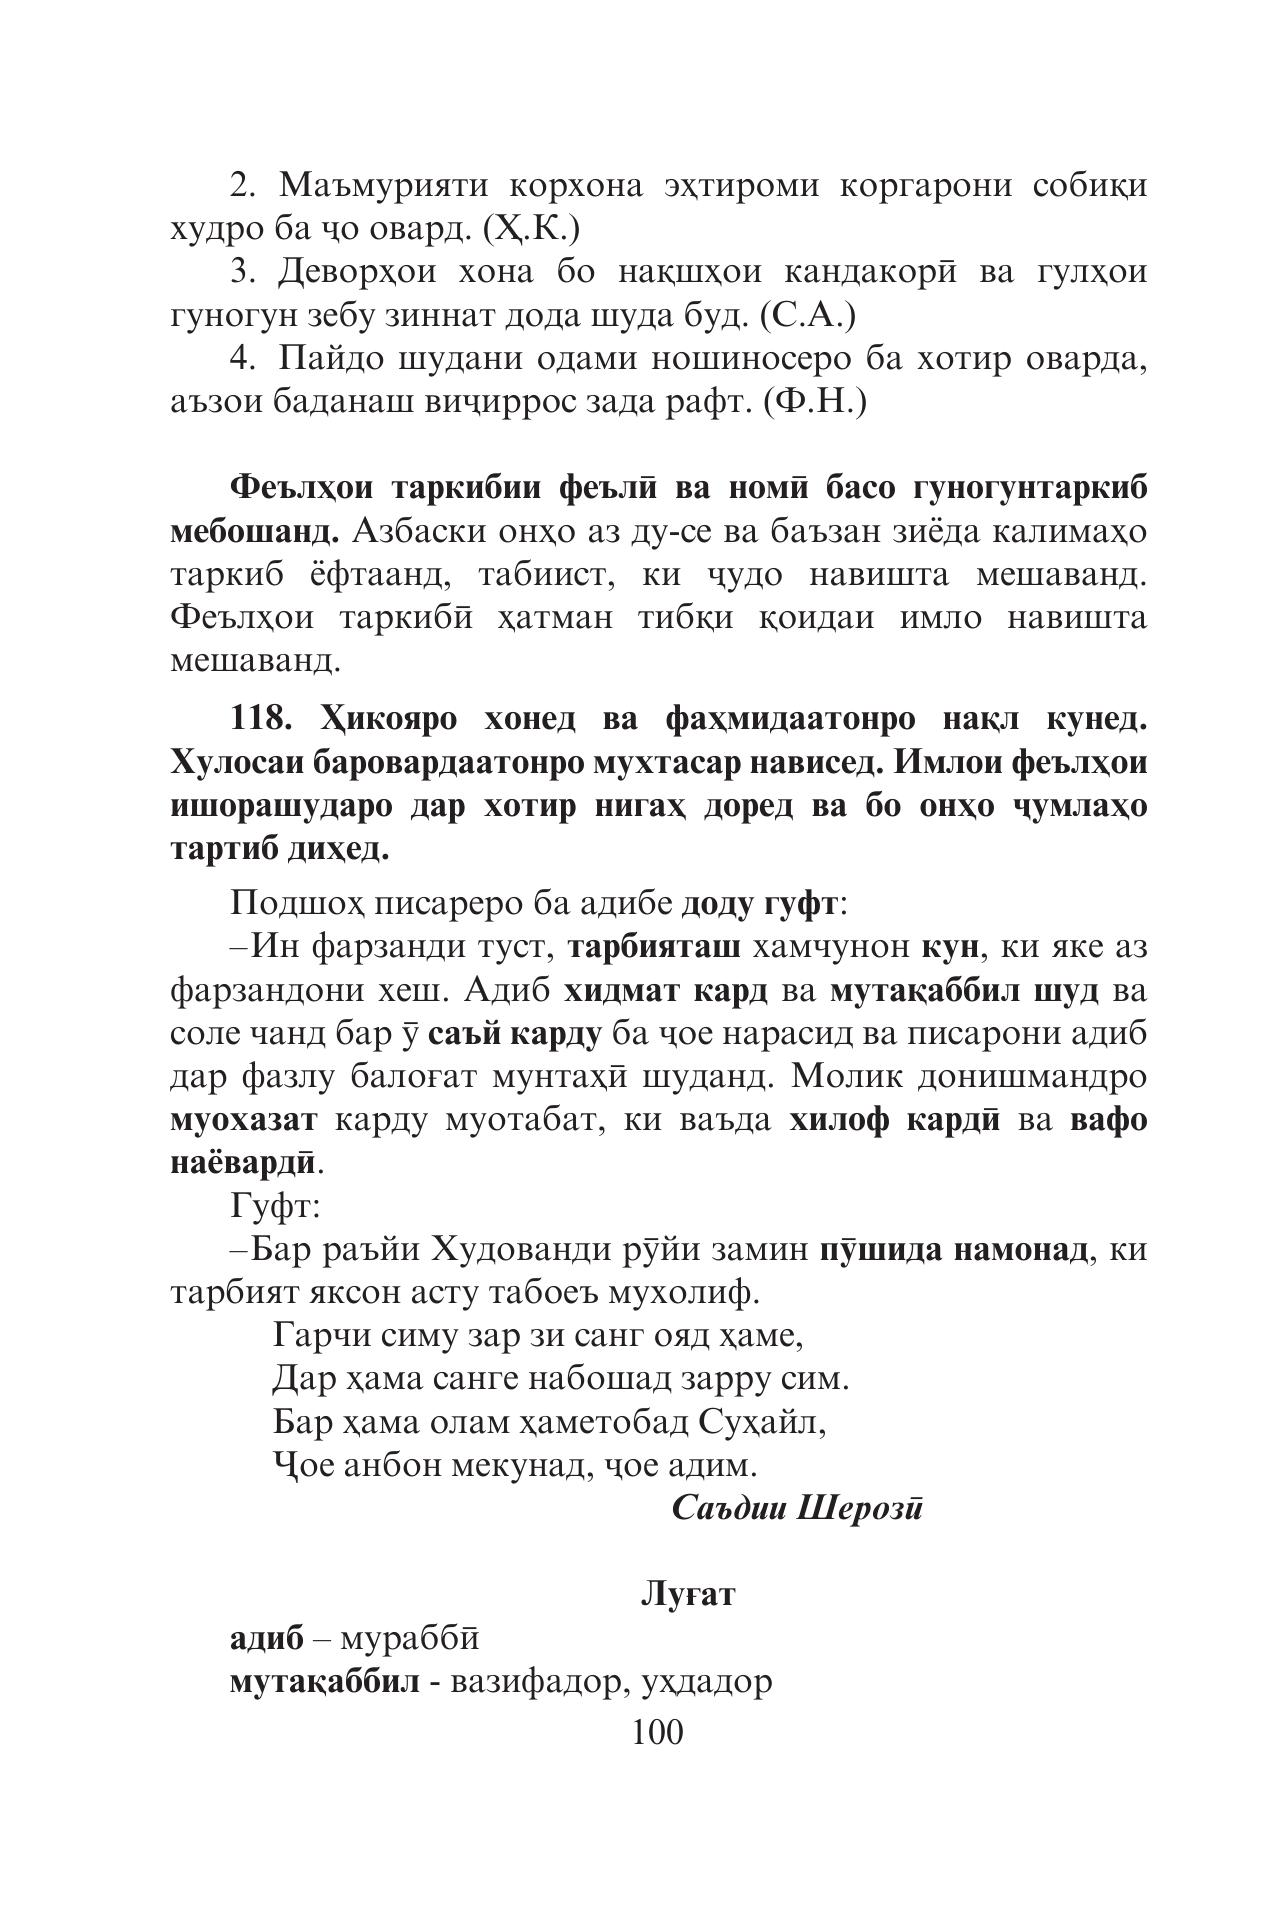 2. Маъмурияти корхона эҳтироми коргарони собиқи
худро ба ҷо овард. (Ҳ.К.)
3. Деворҳои хона бо нақшҳои кандакорӣ ва гулҳои
гуногун зебу зиннат дода шуда буд. (С.А.)
4. Пайдо шудани одами ношиносеро ба хотир оварда,
аъзои баданаш виҷиррос зада рафт. (Ф.Н.)
Феълҳои таркибии феълӣ ва номӣ басо гуногунтаркиб
мебошанд. Азбаски онҳо аз ду-се ва баъзан зиёда калимаҳо
таркиб ёфтаанд, табиист, ки ҷудо навишта мешаванд.
Феълҳои таркибӣ ҳатман тибқи қоидаи имло навишта
мешаванд.
118. Ҳикояро хонед ва фаҳмидаатонро нақл кунед.
Хулосаи баровардаатонро мухтасар нависед. Имлои феълҳои
ишорашударо дар хотир нигаҳ доред ва бо онҳо ҷумлаҳо
тартиб диҳед.
Подшоҳ писареро ба адибе доду гуфт:
–Ин фарзанди туст, тарбияташ хамчунон кун, ки яке аз
фарзандони хеш. Адиб хидмат кард ва мутақаббил шуд ва
соле чанд бар ӯ саъй карду ба ҷое нарасид ва писарони адиб
дар фазлу балоғат мунтаҳӣ шуданд. Молик донишмандро
муохазат карду муотабат, ки ваъда хилоф кардӣ ва вафо
наёвардӣ.
Гуфт:
–Бар раъйи Худованди рӯйи замин пӯшида намонад, ки
тарбият яксон асту табоеъ мухолиф.
Гарчи симу зар зи санг ояд ҳаме,
Дар ҳама санге набошад зарру сим.
Бар ҳама олам ҳаметобад Суҳайл,
Ҷое анбон мекунад, ҷое адим.
Саъдии Шерозӣ
Луғат
адиб – мураббӣ
мутақаббил - вазифадор, уҳдадор
100